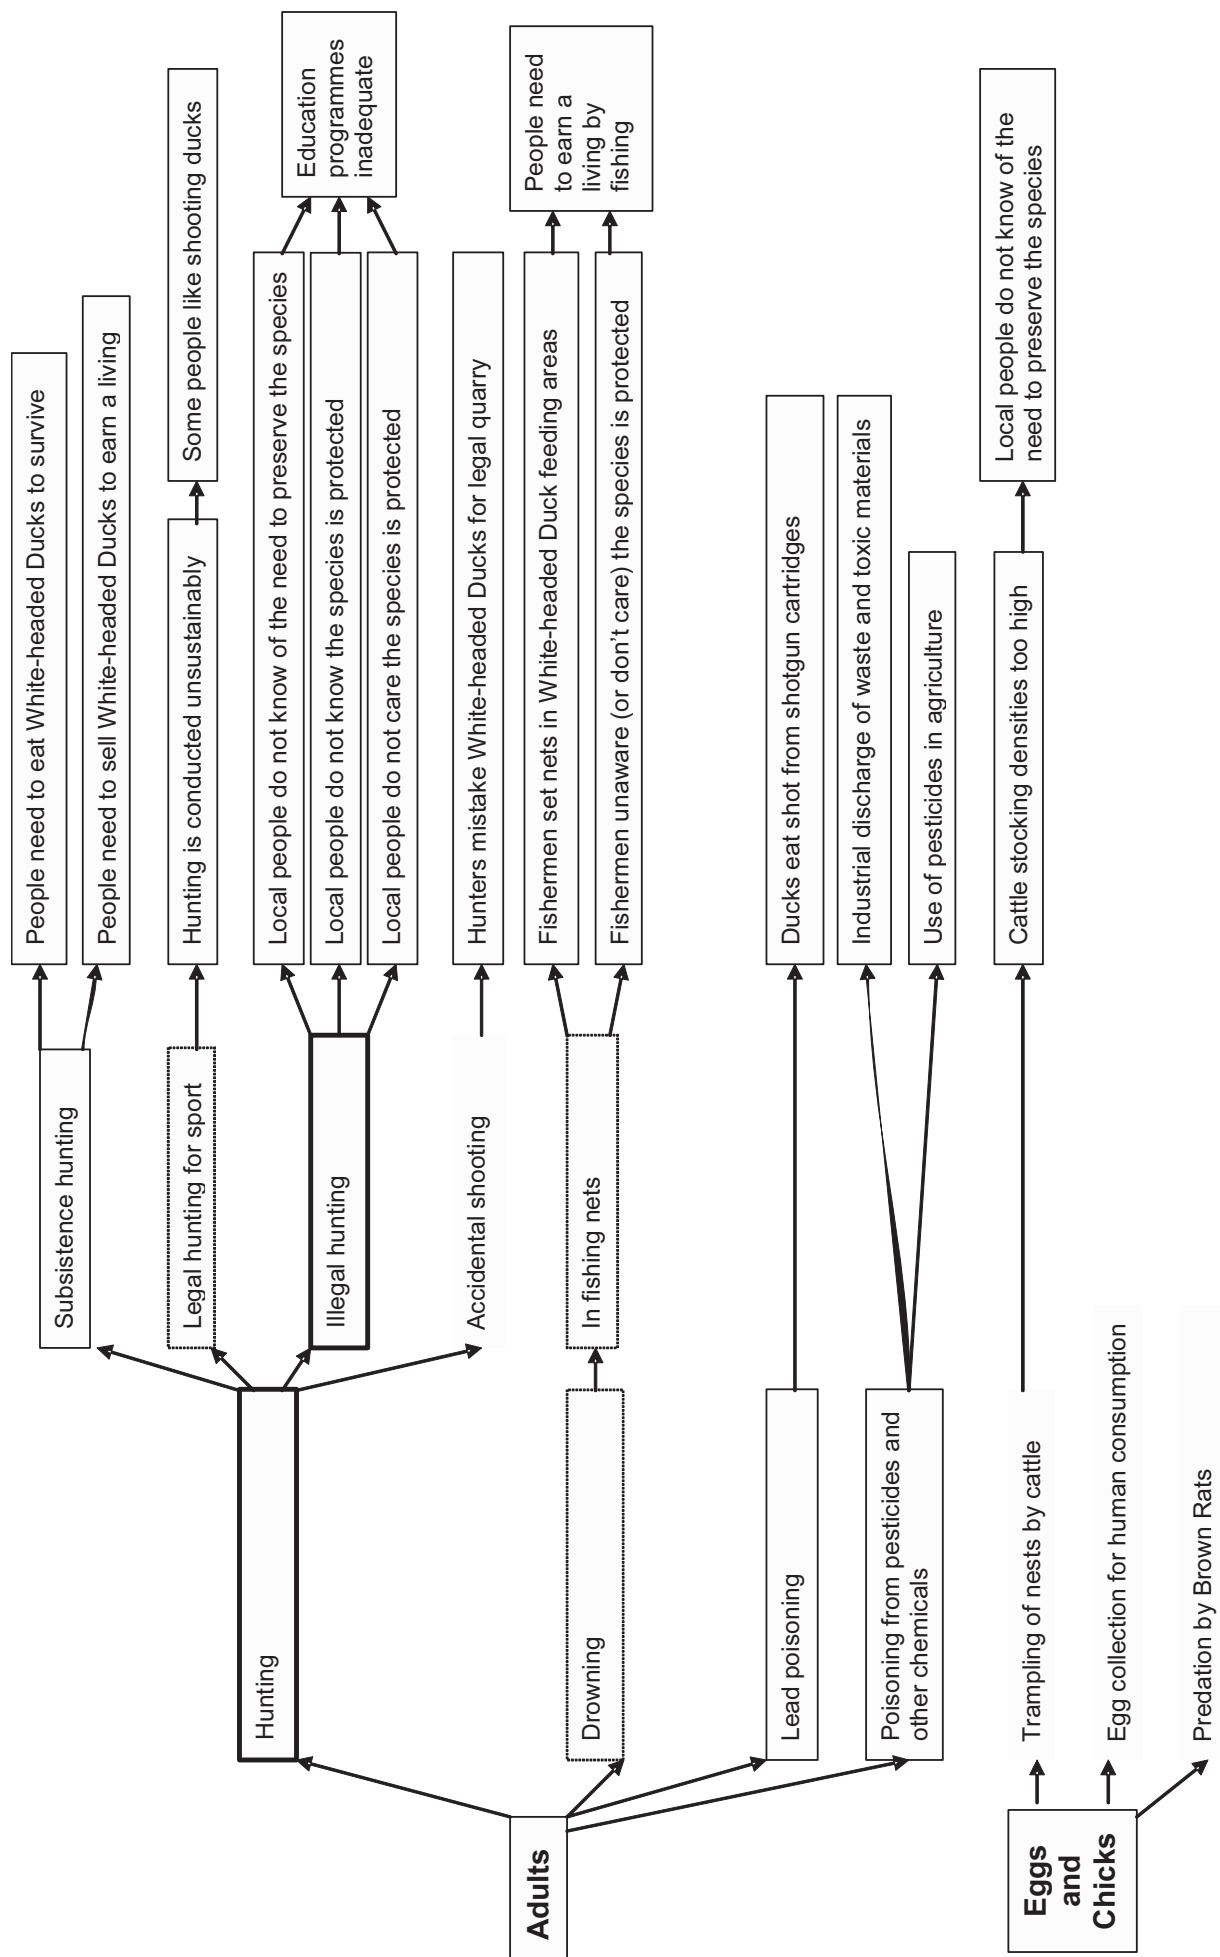 Adults
Hunting
Subsistence hunting
People need to eat White-headed Ducks to survive
People need to sell White-headed Ducks to earn a living
Legal hunting for sport
Hunting is conducted unsustainably
Some people like shooting ducks
Illegal hunting
Local people do not know of the need to preserve the species
Local people do not know the species is protected
Local people do not care the species is protected
Education
programmes
inadequate
Accidental shooting
Hunters mistake White-headed Ducks for legal quarry
Drowning
In fishing nets
Fishermen set nets in White-headed Duck feeding areas
Fishermen unaware (or don't care) the species is protected
People need
to earn a
living by
fishing
Lead poisoning
Ducks eat shot from shotgun cartridges
Poisoning from pesticides and
other chemicals
Industrial discharge of waste and toxic materials
Use of pesticides in agriculture
Eggs
and
Chicks
Trampling of nests by cattle
Cattle stocking densities too high
Local people do not know of the
need to preserve the species
Egg collection for human consumption
Predation by Brown Rats